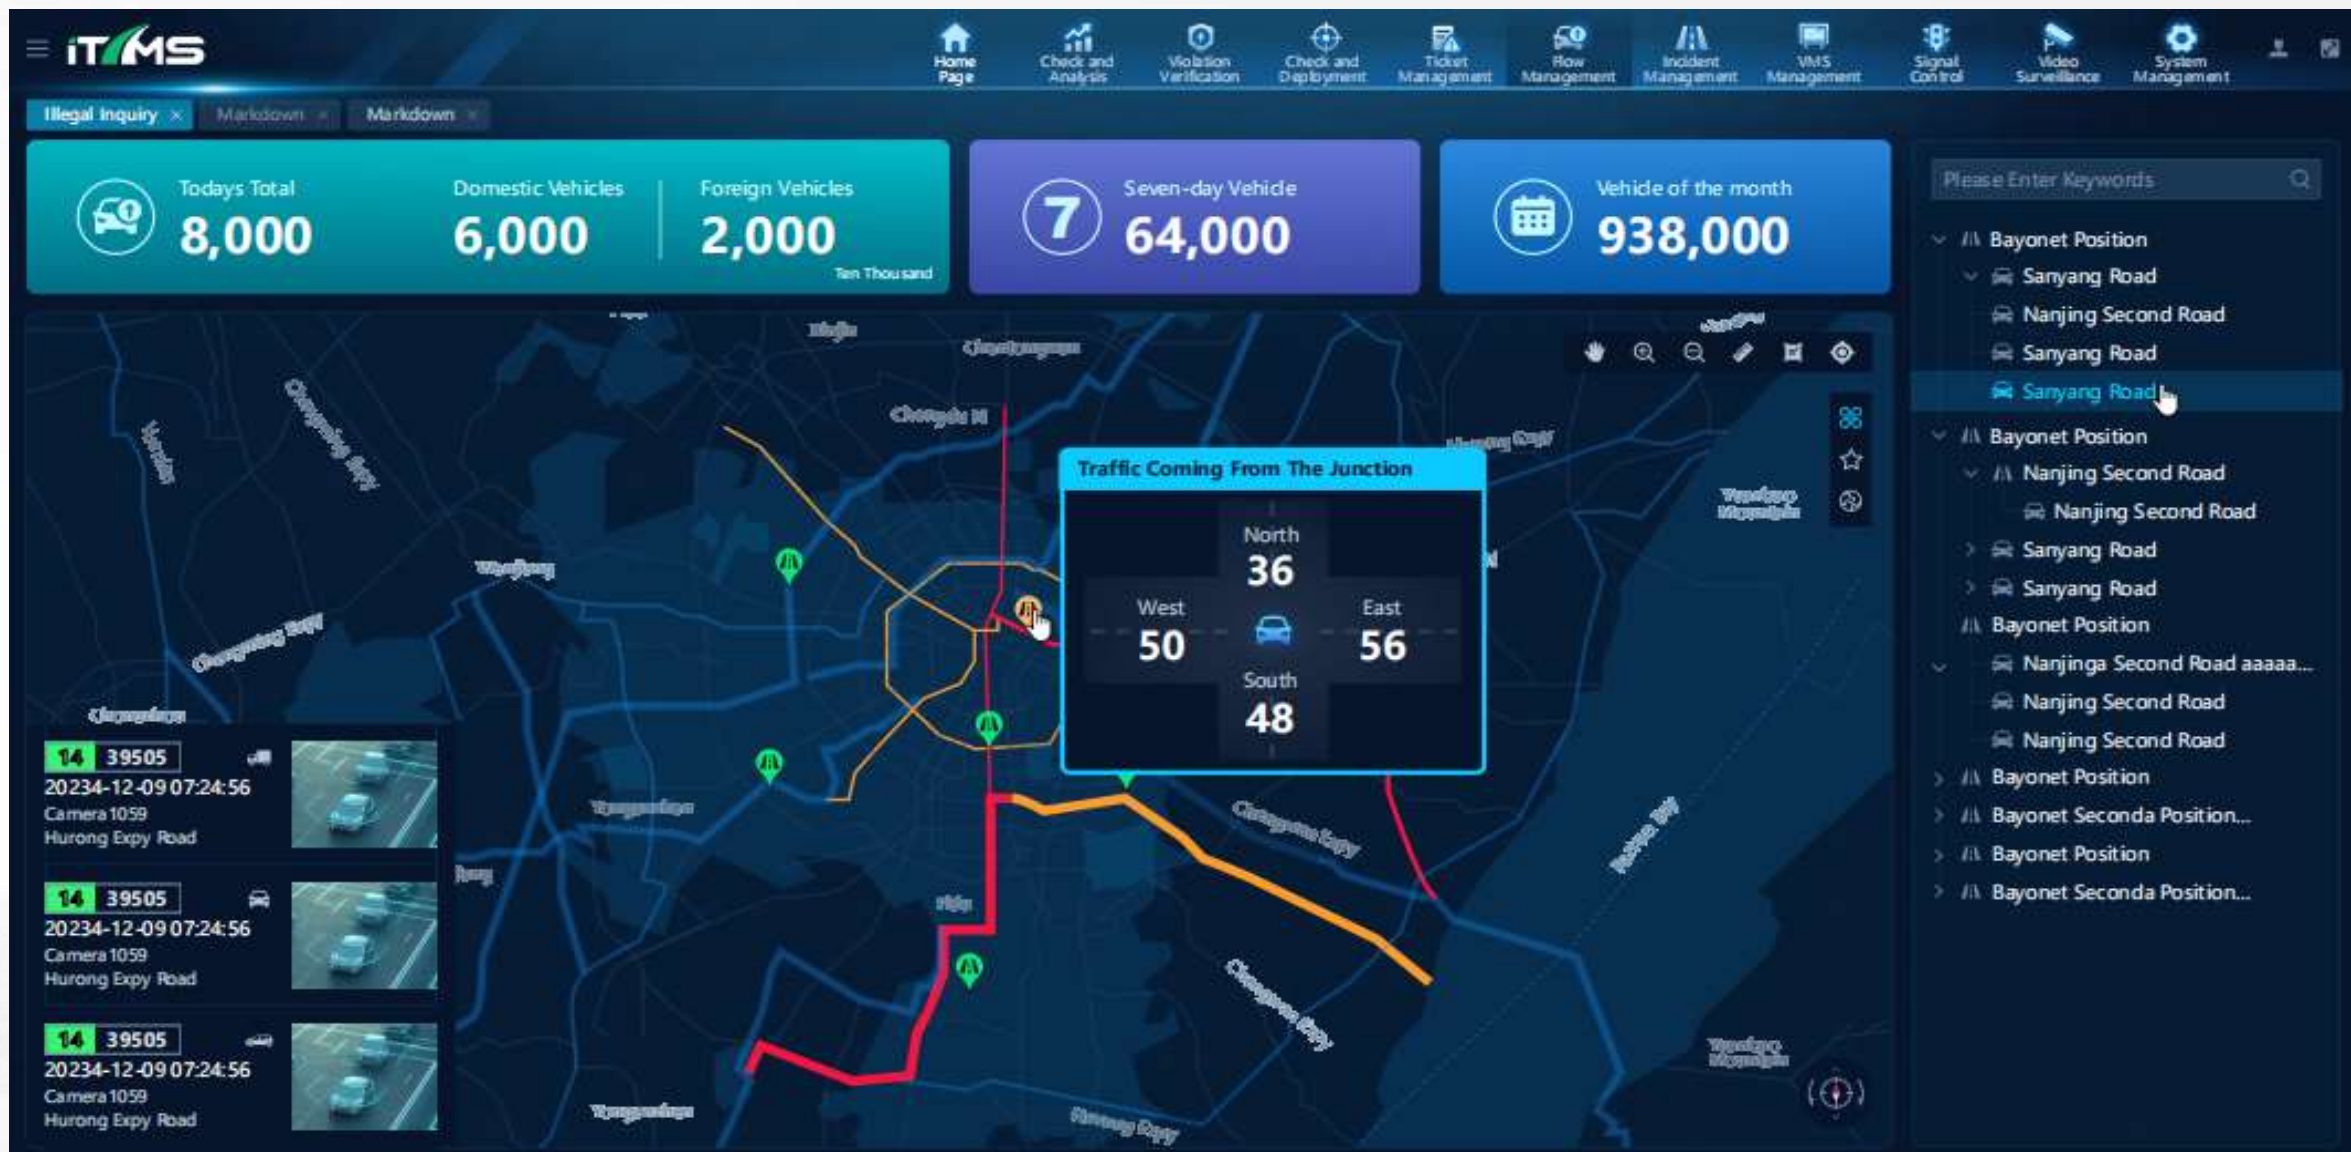 iTMS
Home Page
Check and Analysis
Violation Verification
Check and Deployment
Ticket Management
Flow Management
Incident Management
VMS Management
Signal Control
Video Surveillance
System Management
Illegal Inquiry ×
Markdown ×
Markdown ×
Todays Total
8,000
Domestic Vehicles
6,000
Foreign Vehicles
2,000
Ten Thousand
7
Seven-day Vehicle
64,000
Vehicle of the month
938,000
Please Enter Keywords
Bayonet Position
Sanyang Road
Nanjing Second Road
Sanyang Road
Sanyang Road
Bayonet Position
Nanjing Second Road
Nanjing Second Road
Sanyang Road
Sanyang Road
Bayonet Position
Nanjinga Second Road aaaaa...
Nanjing Second Road
Nanjing Second Road
Bayonet Position
Bayonet Seconda Position...
Bayonet Position
Bayonet Seconda Position...
Traffic Coming From The Junction
North
36
West
50
East
56
South
48
14 39505
20234-12-09 07:24:56
Camera1059
Hurong Expy Road
14 39505
20234-12-09 07:24:56
Camera1059
Hurong Expy Road
14 39505
20234-12-09 07:24:56
Camera1059
Hurong Expy Road